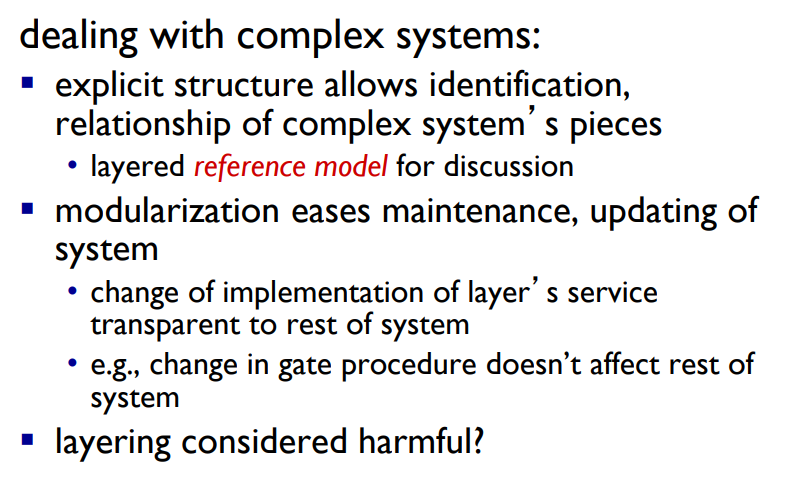 dealing with complex systems:
▪ explicit structure allows identification,
relationship of complex system’s pieces
• layered reference model for discussion
▪ modularization eases maintenance, updating of
system
• change of implementation of layer’s service
transparent to rest of system
• e.g., change in gate procedure doesn’t affect rest of
system
▪ layering considered harmful?